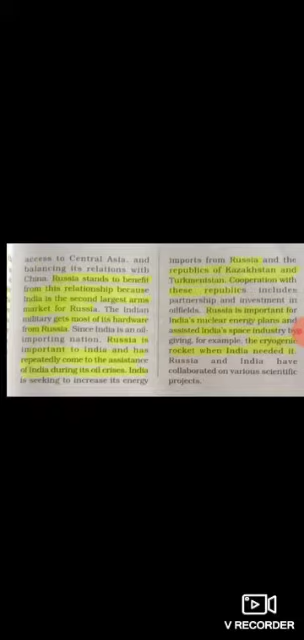 access to Central Asia, and
balancing its relations with
China. Russia stands to benefit
from this relationship because
India is the second largest arms
market for Russia. The Indian
military gets most of its hardware
from Russia. Since India is an oil-
importing nation, Russia is
important to India and has
repeatedly come to the assistance
of India during its oil crises. India
is seeking to increase its energy
imports from Russia and the
republics of Kazakhstan and
Turkmenistan. Cooperation with
these republics includes
partnership and investment in
oilfields. Russia is important for
India's nuclear energy plans and
assisted India's space industry by
giving, for example, the cryogenic
rocket when India needed it.
Russia and India have
collaborated on various scientific
projects.
V RECORDER